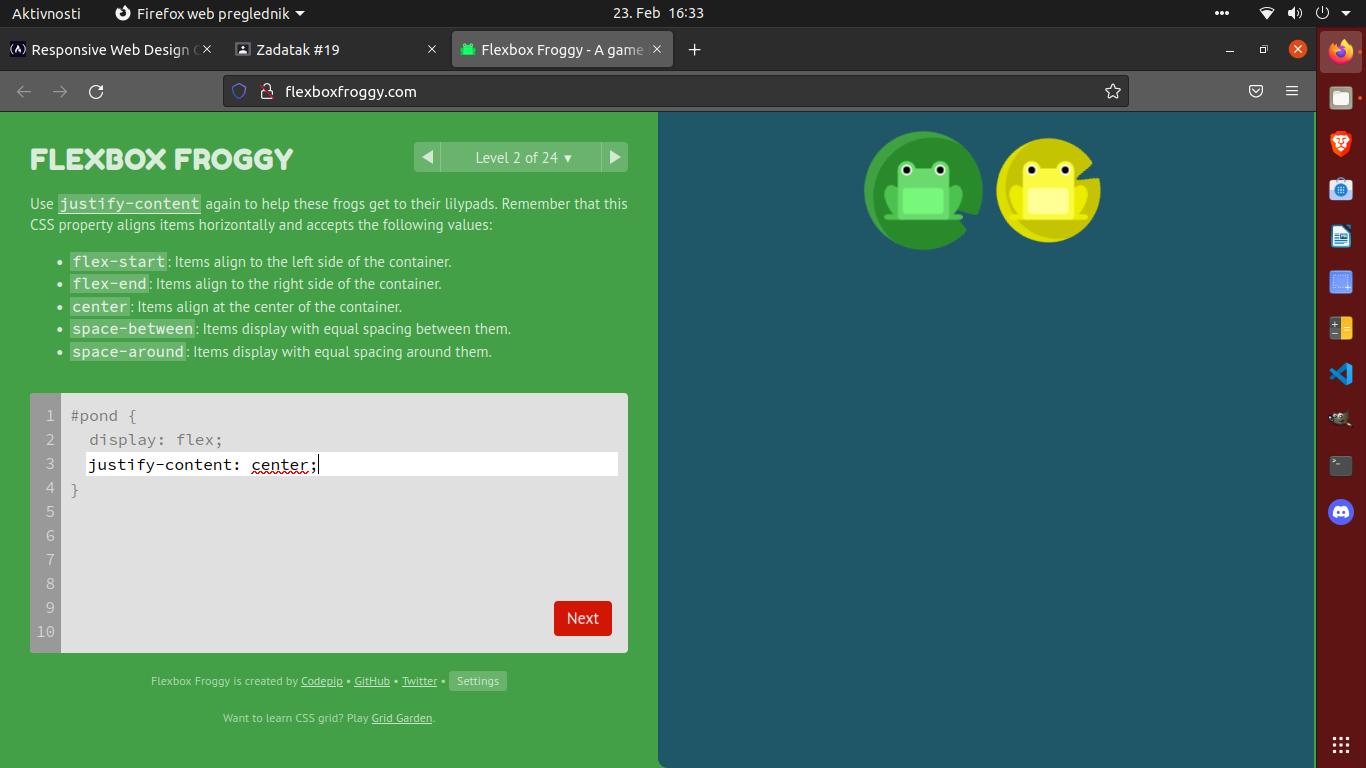 Aktivnosti Firefox web preglednik 23. Feb 16:33
Responsive Web Design Zadatak #19 Flexbox Froggy - A game
flexboxfroggy.com
FLEXBOX FROGGY
Level 2 of 24 ▼
Use justify-content again to help these frogs get to their lilypads. Remember that this
CSS property aligns items horizontally and accepts the following values:
• flex-start: Items align to the left side of the container.
• flex-end: Items align to the right side of the container.
• center: Items align at the center of the container.
• space-between: Items display with equal spacing between them.
• space-around: Items display with equal spacing around them.
1 #pond {
2 display: flex;
3 justify-content: center;
4 }
5
6
7
8
9
10
Next
Flexbox Froggy is created by Codepip • GitHub • Twitter • Settings
Want to learn CSS grid? Play Grid Garden.